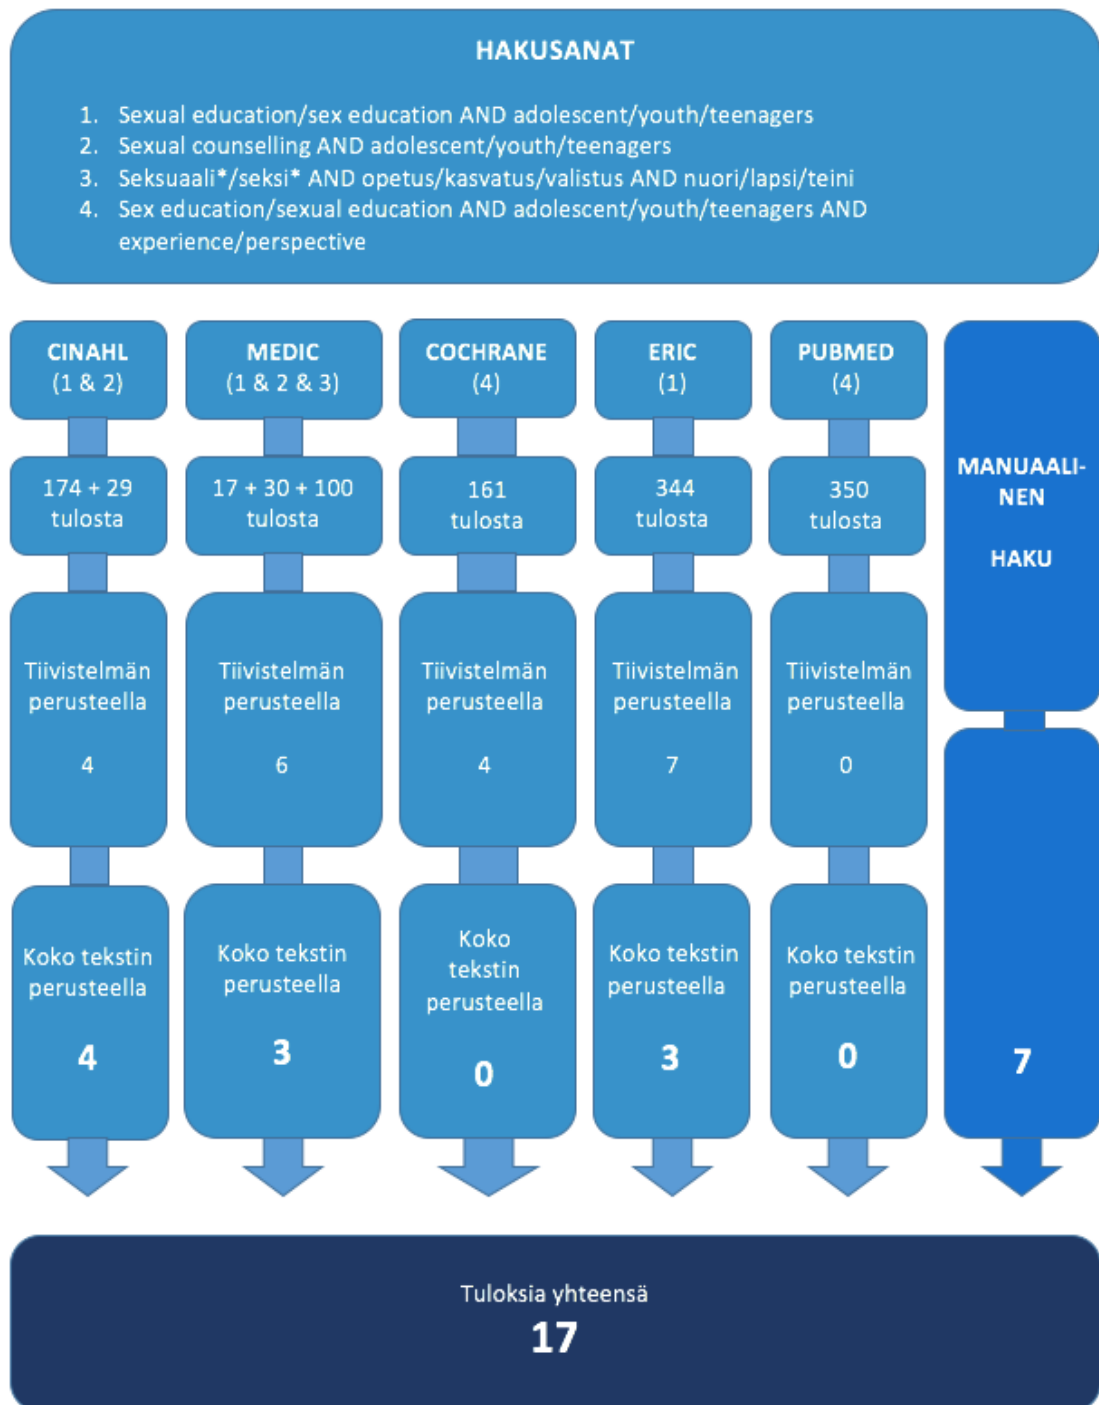 HAKUSANAT
1. Sexual education/sex education AND adolescent/youth/teenagers
2. Sexual counselling AND adolescent/youth/teenagers
3. Seksuaali*/seksi* AND opetus/kasvatus/valistus AND nuori/lapsi/teini
4. Sex education/sexual education AND adolescent/youth/teenagers AND
experience/perspective
CINAHL
(1 & 2)
174 + 29
tulosta
Tiivistelmän
perusteella
4
Koko tekstin
perusteella
4
MEDIC
(1 & 2 & 3)
17 + 30 + 100
tulosta
Tiivistelmän
perusteella
6
Koko tekstin
perusteella
3
COCHRANE
(4)
161
tulosta
Tiivistelmän
perusteella
4
Koko
tekstin
perusteella
0
ERIC
(1)
344
tulosta
Tiivistelmän
perusteella
7
Koko tekstin
perusteella
3
PUBMED
(4)
350
tulosta
Tiivistelmän
perusteella
0
Koko tekstin
perusteella
0
MANUAALI-
NEN
HAKU
7
Tuloksia yhteensä
17